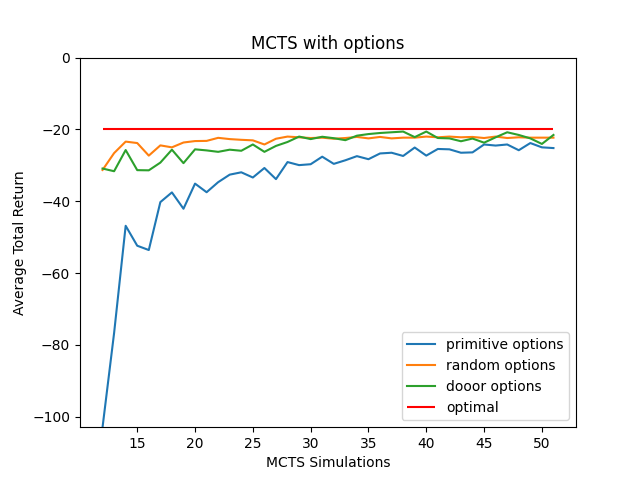 MCTS with options
0
−20
−40
−60
−80
−100
Average Total Return
15 20 25 30 35 40 45 50
MCTS Simulations
primitive options
random options
dooor options
optimal